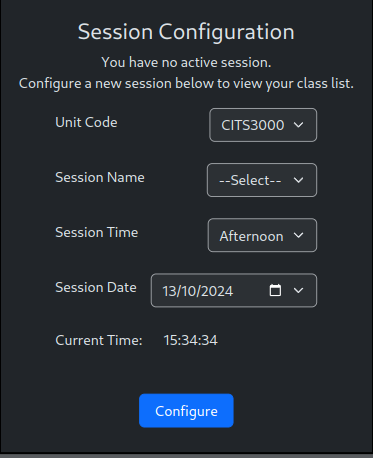 Session Configuration
You have no active session.
Configure a new session below to view your class list.
Unit Code CITS3000
Session Name --Select--
Session Time Afternoon
Session Date 13/10/2024
Current Time: 15:34:34
Configure